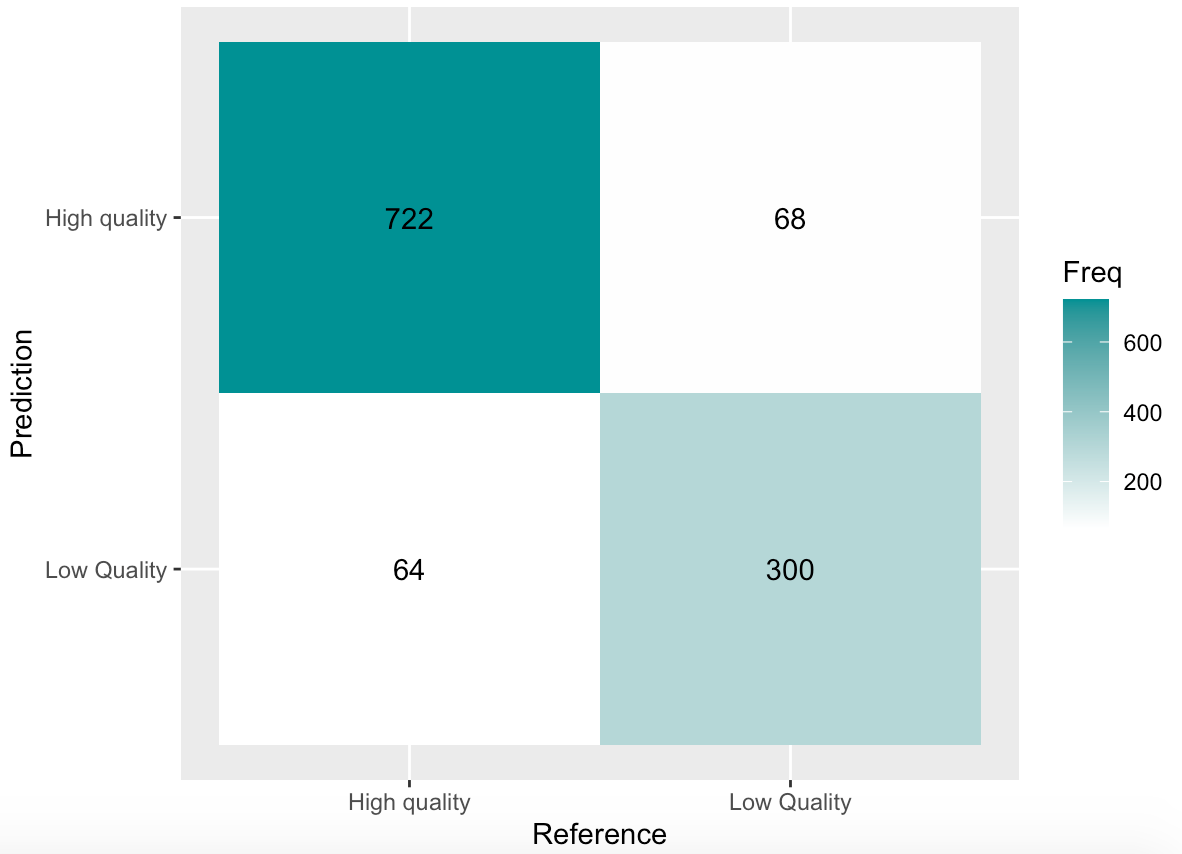 High quality
722
68
Freq
600
400
200
Prediction
Low Quality
64
300
High quality
Low Quality
Reference